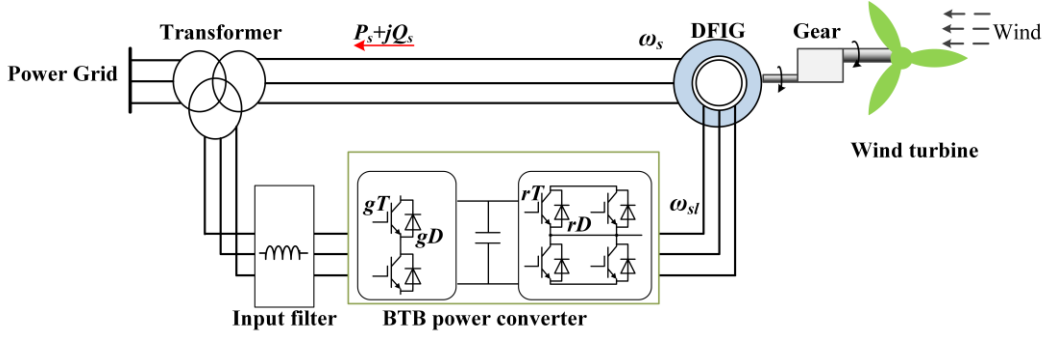 Transformer
Ps+jQs
ωs
DFIG
Gear
Wind
Power Grid
Wind turbine
gT
gD
rT
rD
ωsl
Input filter
BTB power converter